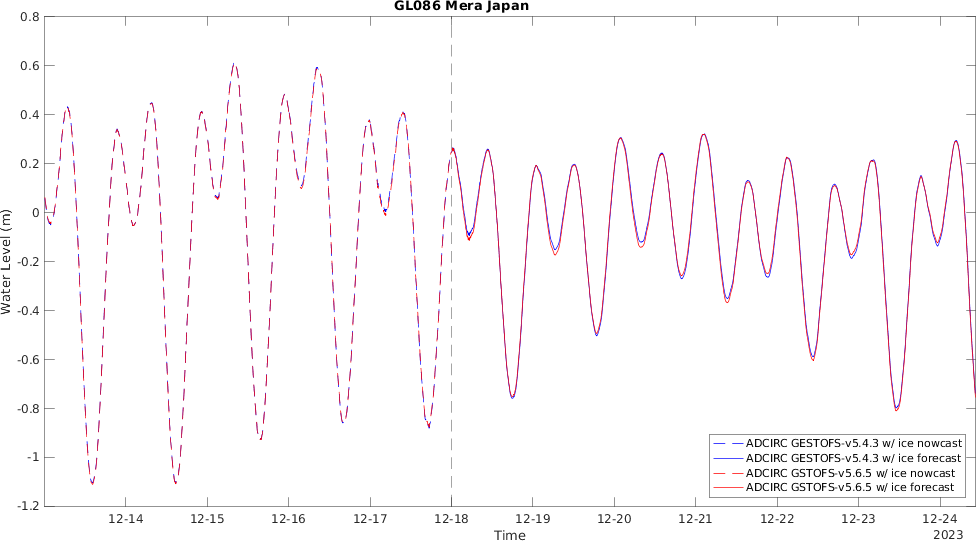 GL086 Mera Japan
0.8
0.6
0.4
0.2
0
-0.2
-0.4
-0.6
-0.8
-1
-1.2
Water Level (m)
ADCIRC GESTOFS-v5.4.3 w/ ice nowcast
ADCIRC GESTOFS-v5.4.3 w/ ice forecast
ADCIRC GSTOFS-v5.6.5 w/ ice nowcast
ADCIRC GSTOFS-v5.6.5 w/ ice forecast
12-14 12-15 12-16 12-17 12-18 12-19 12-20 12-21 12-22 12-23 12-24
Time
2023